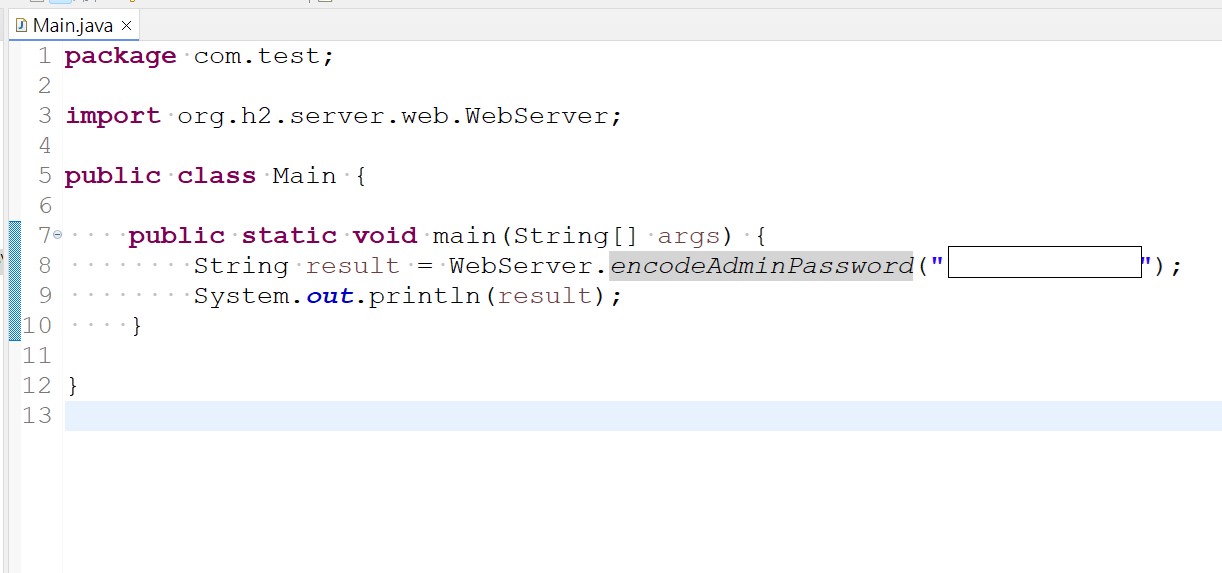 Main.java
1 package com.test;
2
3 import org.h2.server.web.WebServer;
4
5 public class Main {
6
7 public static void main(String[] args) {
8 String result = WebServer.encodeAdminPassword("");
9 System.out.println(result);
10 }
11
12 }
13